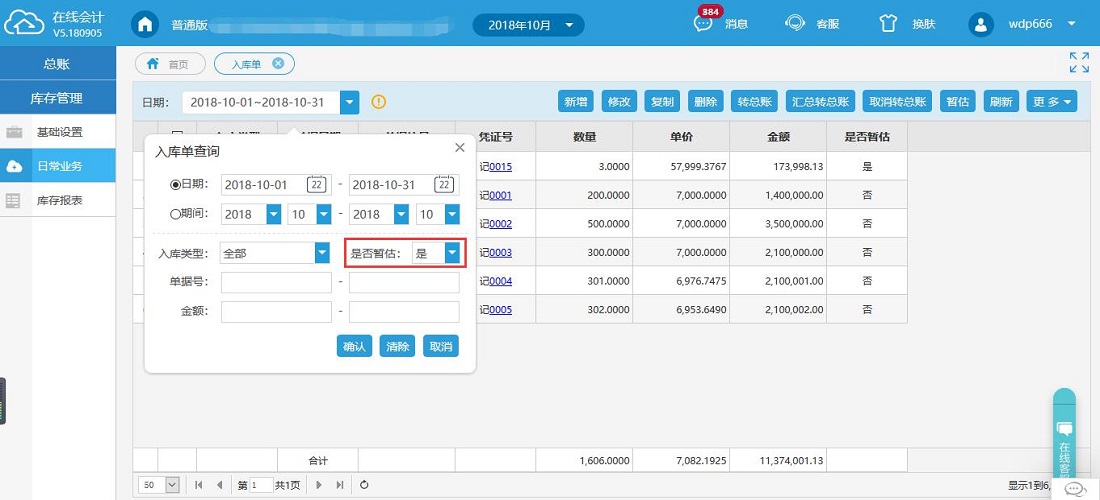 在线会计
V5.180905
普通版
2018年10月
384
消息
客服
换肤
wdp666
总账
库存管理
基础设置
日常业务
库存报表
首页
入库单
日期： 2018-10-01~2018-10-31
新增 修改 复制 删除 转总账 汇总转总账 取消转总账 暂估 刷新 更多
凭证号 数量 单价 金额 是否暂估
记0015 3.0000 57,999.3767 173,998.13 是
记0001 200.0000 7,000.0000 1,400,000.00 否
记0002 500.0000 7,000.0000 3,500,000.00 否
记0003 300.0000 7,000.0000 2,100,000.00 否
记0004 301.0000 6,976.7475 2,100,001.00 否
记0005 302.0000 6,953.6490 2,100,002.00 否
入库单查询
日期： 2018-10-01 22 - 2018-10-31 22
期间： 2018 10 - 2018 10
入库类型： 全部 是否暂估： 是
单据号： -
金额： -
确认 清除 取消
合计 1,606.0000 7,082.1925 11,374,001.13
50 第 1 共1页
显示1到6,
在线客